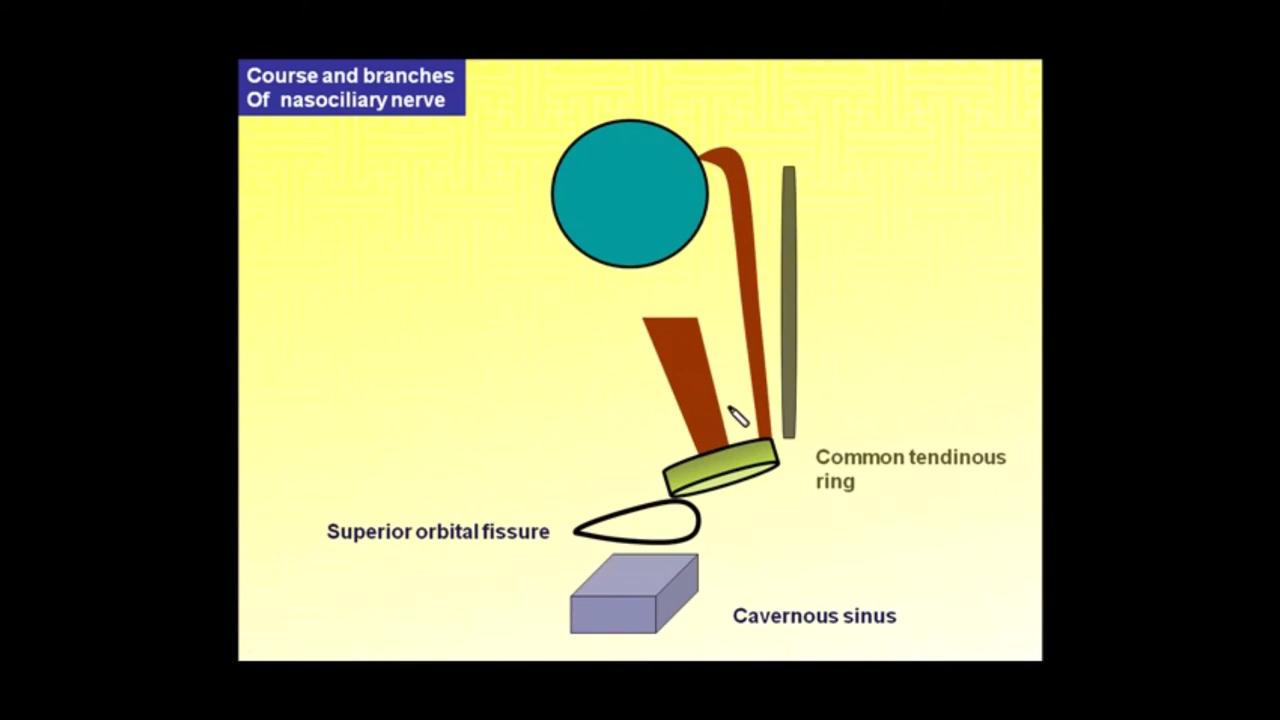 Course and branches
Of nasociliary nerve
Common tendinous
ring
Superior orbital fissure
Cavernous sinus